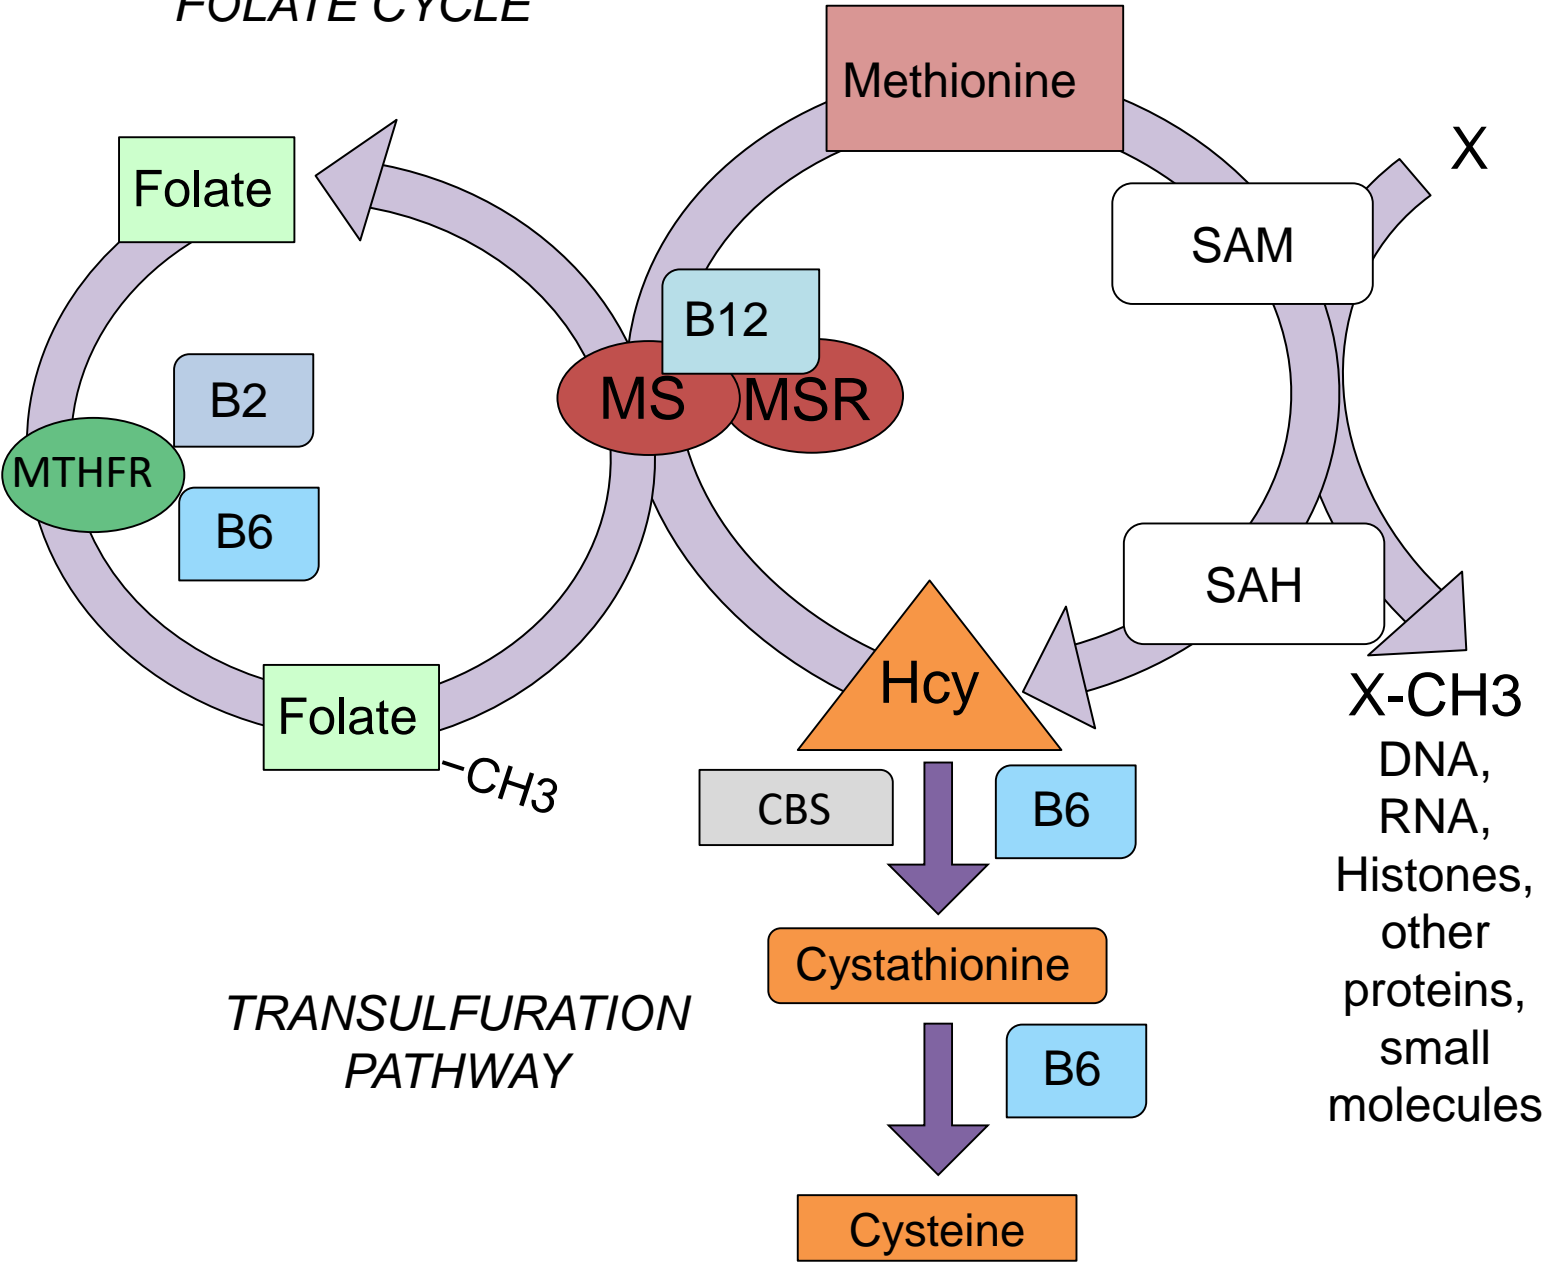 FOLATE CYCLE
Methionine
X
Folate
SAM
B12
B2
MS
MSR
MTHFR
B6
SAH
Hcy
Folate
-CH3
X-CH3
DNA,
RNA,
Histones,
other
proteins,
small
molecules
CBS
B6
Cystathionine
TRANSULFURATION
PATHWAY
B6
Cysteine